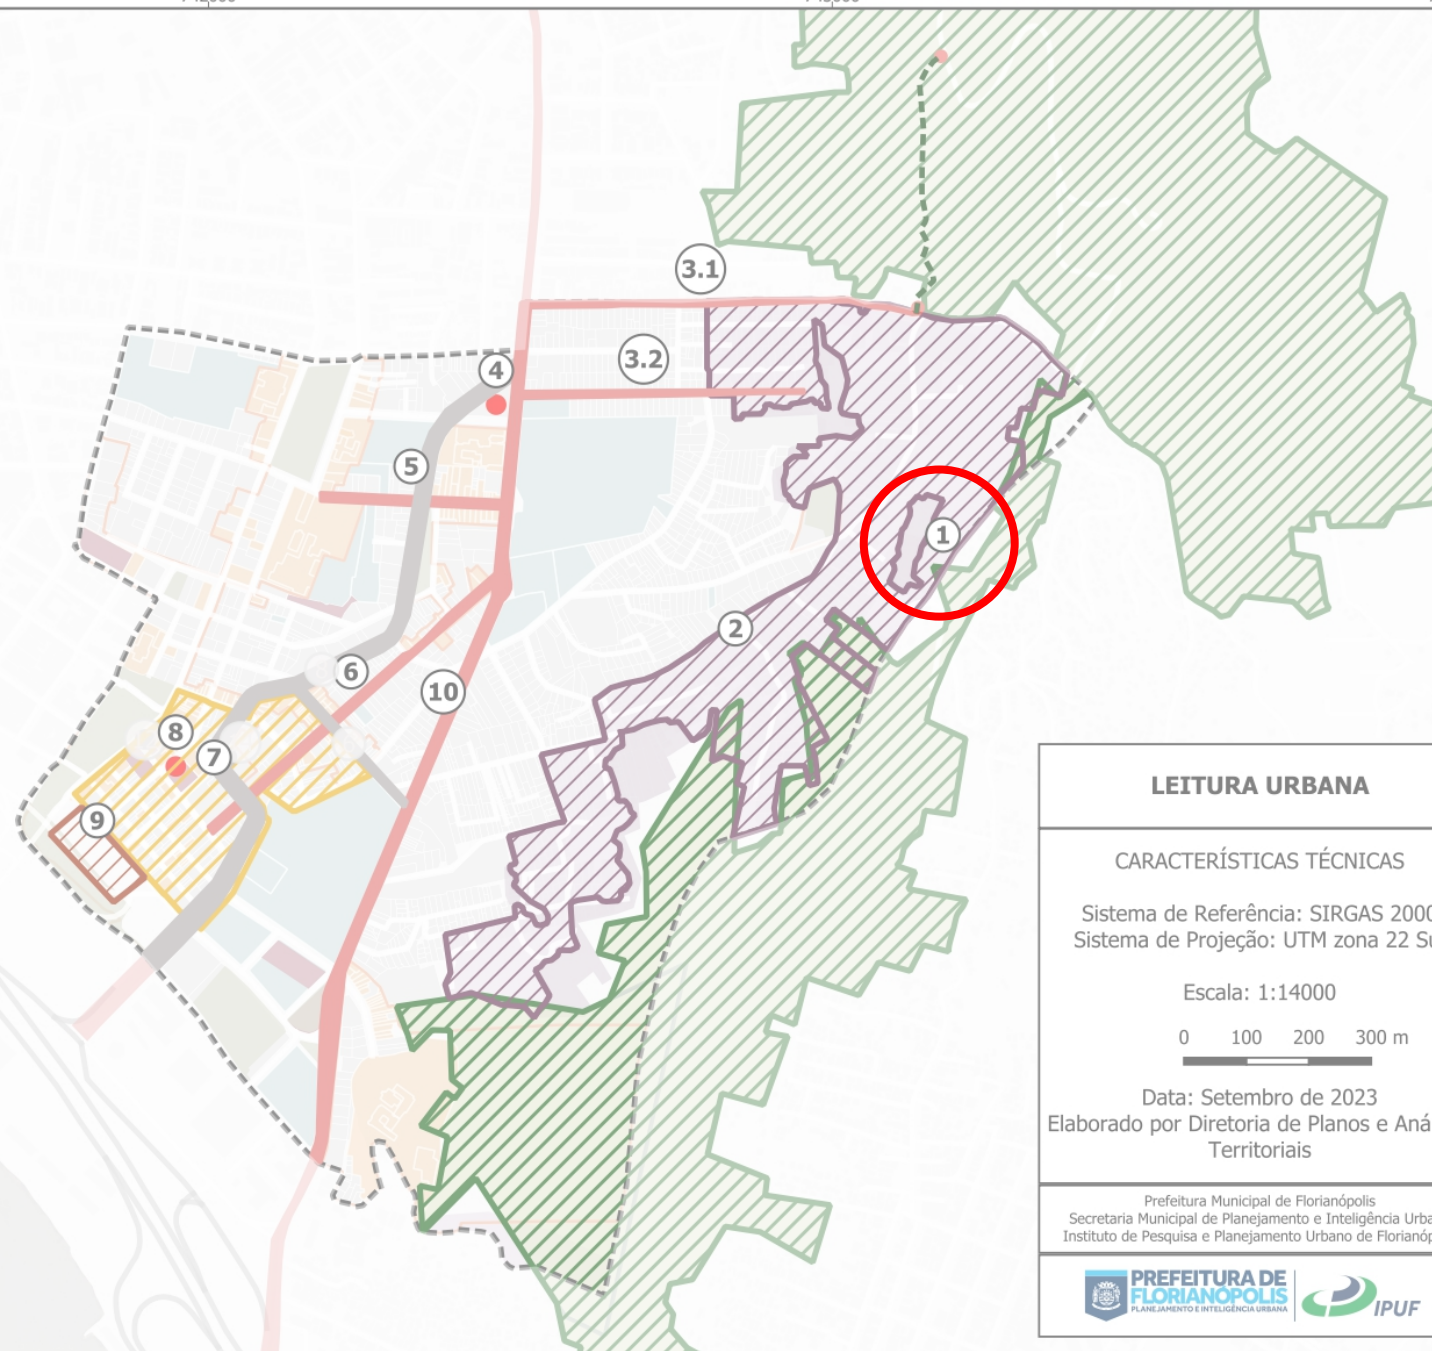 3.1
3.2
4
5
1
2
6
10
8
7
9
LEITURA URBANA
CARACTERÍSTICAS TÉCNICAS
Sistema de Referência: SIRGAS 200
Sistema de Projeção: UTM zona 22 S
Escala: 1:14000
0 100 200 300 m
Data: Setembro de 2023
Elaborado por Diretoria de Planos e Aná
Territoriais
Prefeitura Municipal de Florianópolis
Secretaria Municipal de Planejamento e Inteligência Urba
Instituto de Pesquisa e Planejamento Urbano de Florianóp
PREFEITURA DE
FLORIANÓPOLIS
PLANEJAMENTO E INTELIGÊNCIA URBANA
IPUF